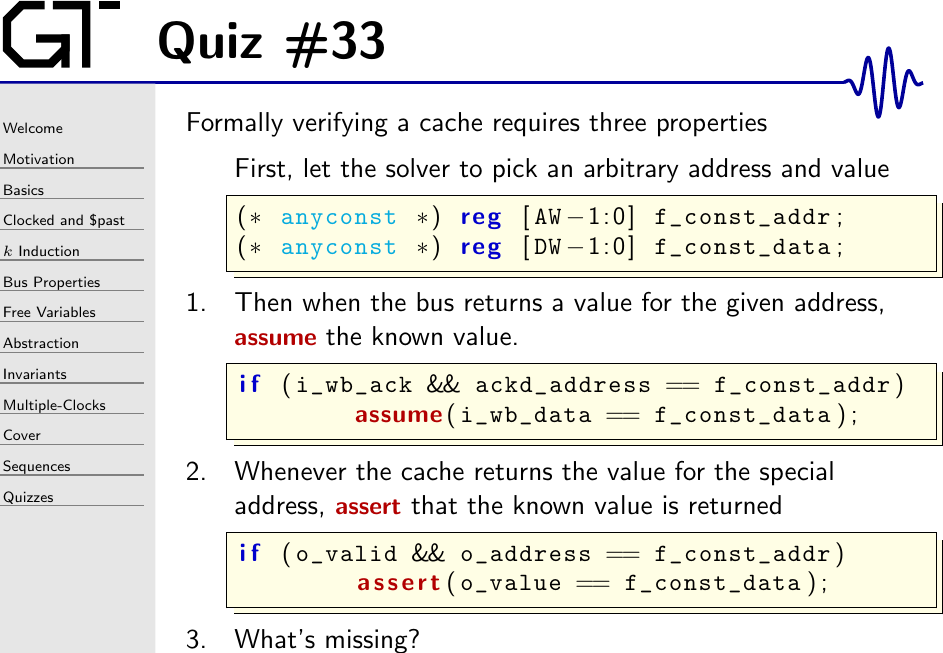 GT
Quiz #33
Welcome
Motivation
Basics
Clocked and $past
k Induction
Bus Properties
Free Variables
Abstraction
Invariants
Multiple-Clocks
Cover
Sequences
Quizzes
Formally verifying a cache requires three properties
First, let the solver to pick an arbitrary address and value
(* anyconst *) reg [AW-1:0] f_const_addr;
(* anyconst *) reg [DW-1:0] f_const_data;
1. Then when the bus returns a value for the given address,
assume the known value.
if (i_wb_ack && ackd_address == f_const_addr)
assume(i_wb_data == f_const_data);
2. Whenever the cache returns the value for the special
address, assert that the known value is returned
if (o_valid && o_address == f_const_addr)
assert(o_value == f_const_data);
3. What's missing?